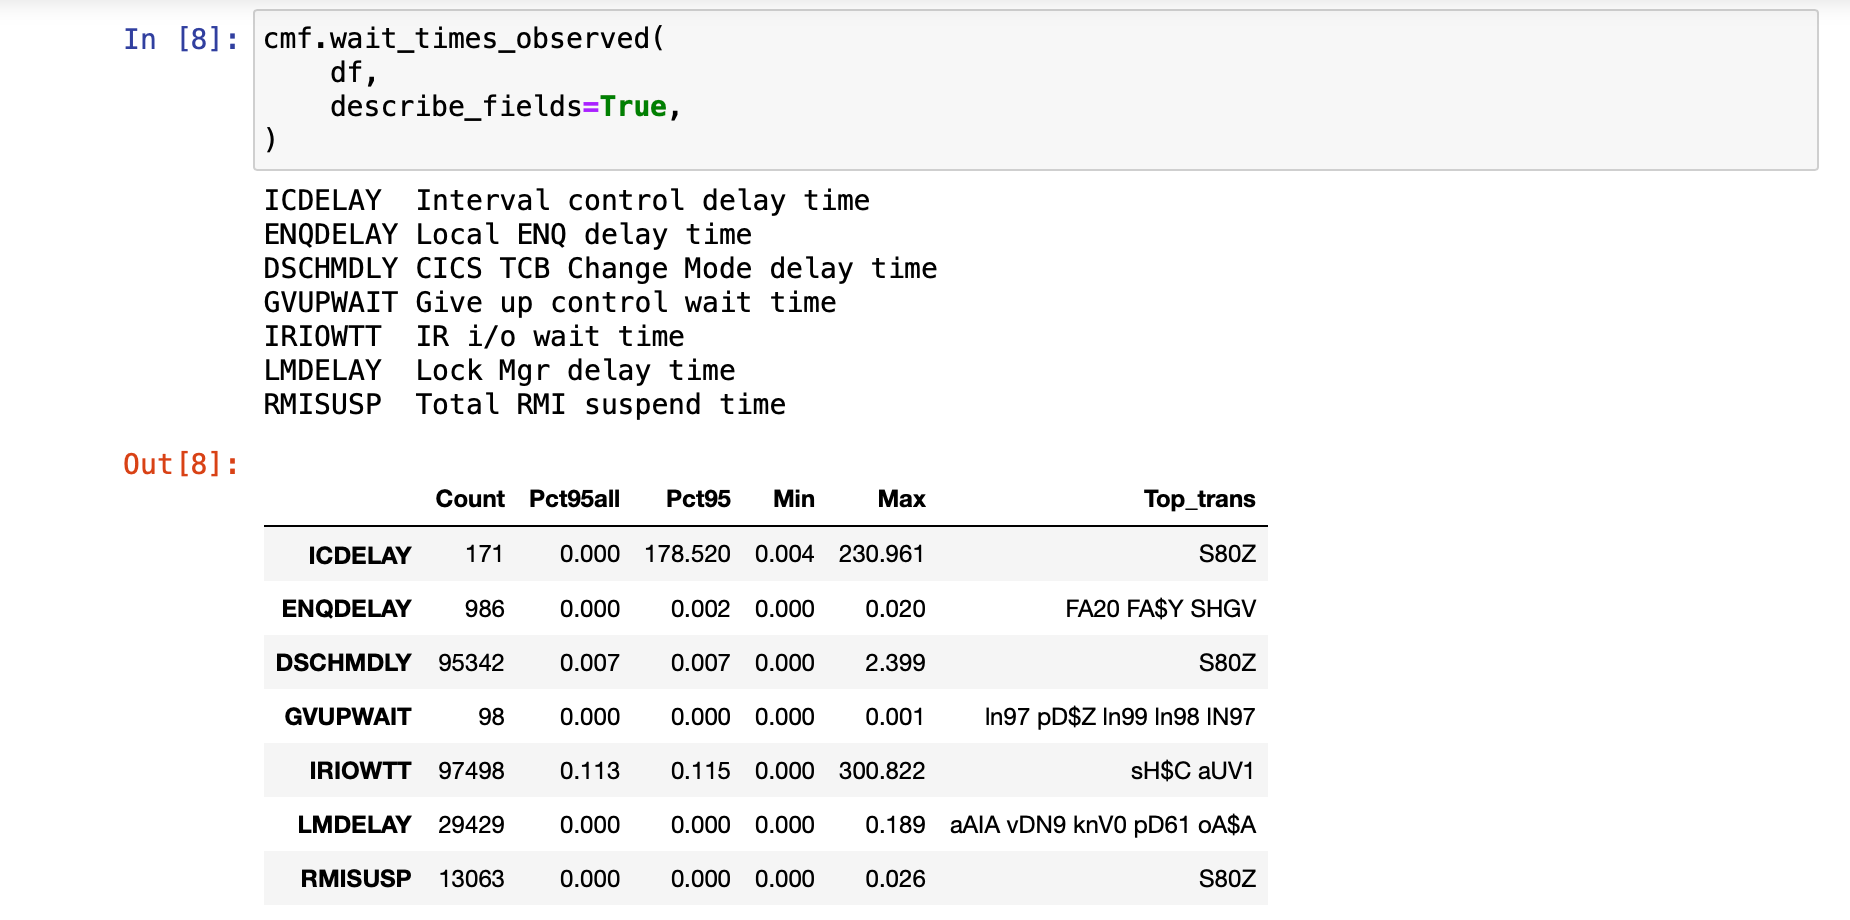 In [8]: cmf.wait_times_observed(
df,
describe_fields=True,
)
ICDELAY Interval control delay time
ENQDELAY Local ENQ delay time
DSCHMDLY CICS TCB Change Mode delay time
GVUPWAIT Give up control wait time
IRIOWTT IR i/o wait time
LMDELAY Lock Mgr delay time
RMISUSP Total RMI suspend time
Out[8]:
Count Pct95all Pct95 Min Max Top_trans
ICDELAY 171 0.000 178.520 0.004 230.961 S80Z
ENQDELAY 986 0.000 0.002 0.000 0.020 FA20 FA$Y SHGV
DSCHMDLY 95342 0.007 0.007 0.000 2.399 S80Z
GVUPWAIT 98 0.000 0.000 0.000 0.001 In97 pD$Z In99 In98 IN97
IRIOWTT 97498 0.113 0.115 0.000 300.822 sH$C aUV1
LMDELAY 29429 0.000 0.000 0.000 0.189 aAIA vDN9 knV0 pD61 oA$A
RMISUSP 13063 0.000 0.000 0.000 0.026 S80Z